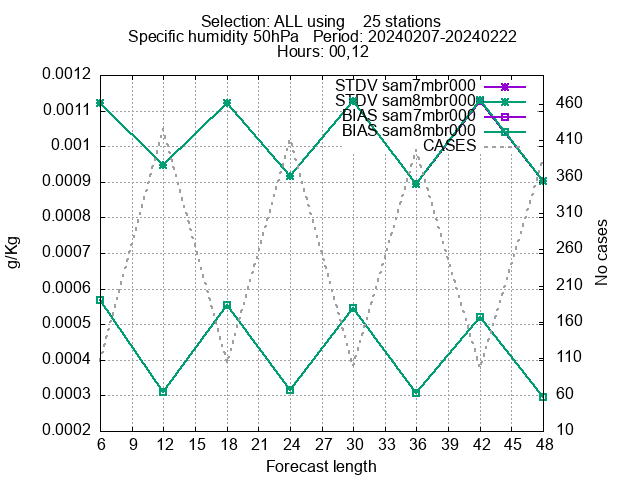 Selection: ALL using    25 stations
Specific humidity 50hPa   Period: 20240207-20240222
Hours: 00,12
STDV sam7mbr000
STDV sam8mbr000
BIAS sam7mbr000
BIAS sam8mbr000
CASES
0.0012
0.0011
0.001
0.0009
0.0008
0.0007
0.0006
0.0005
0.0004
0.0003
0.0002
g/Kg
460
410
360
310
260
210
160
110
60
10
No cases
6 9 12 15 18 21 24 27 30 33 36 39 42 45 48
Forecast length